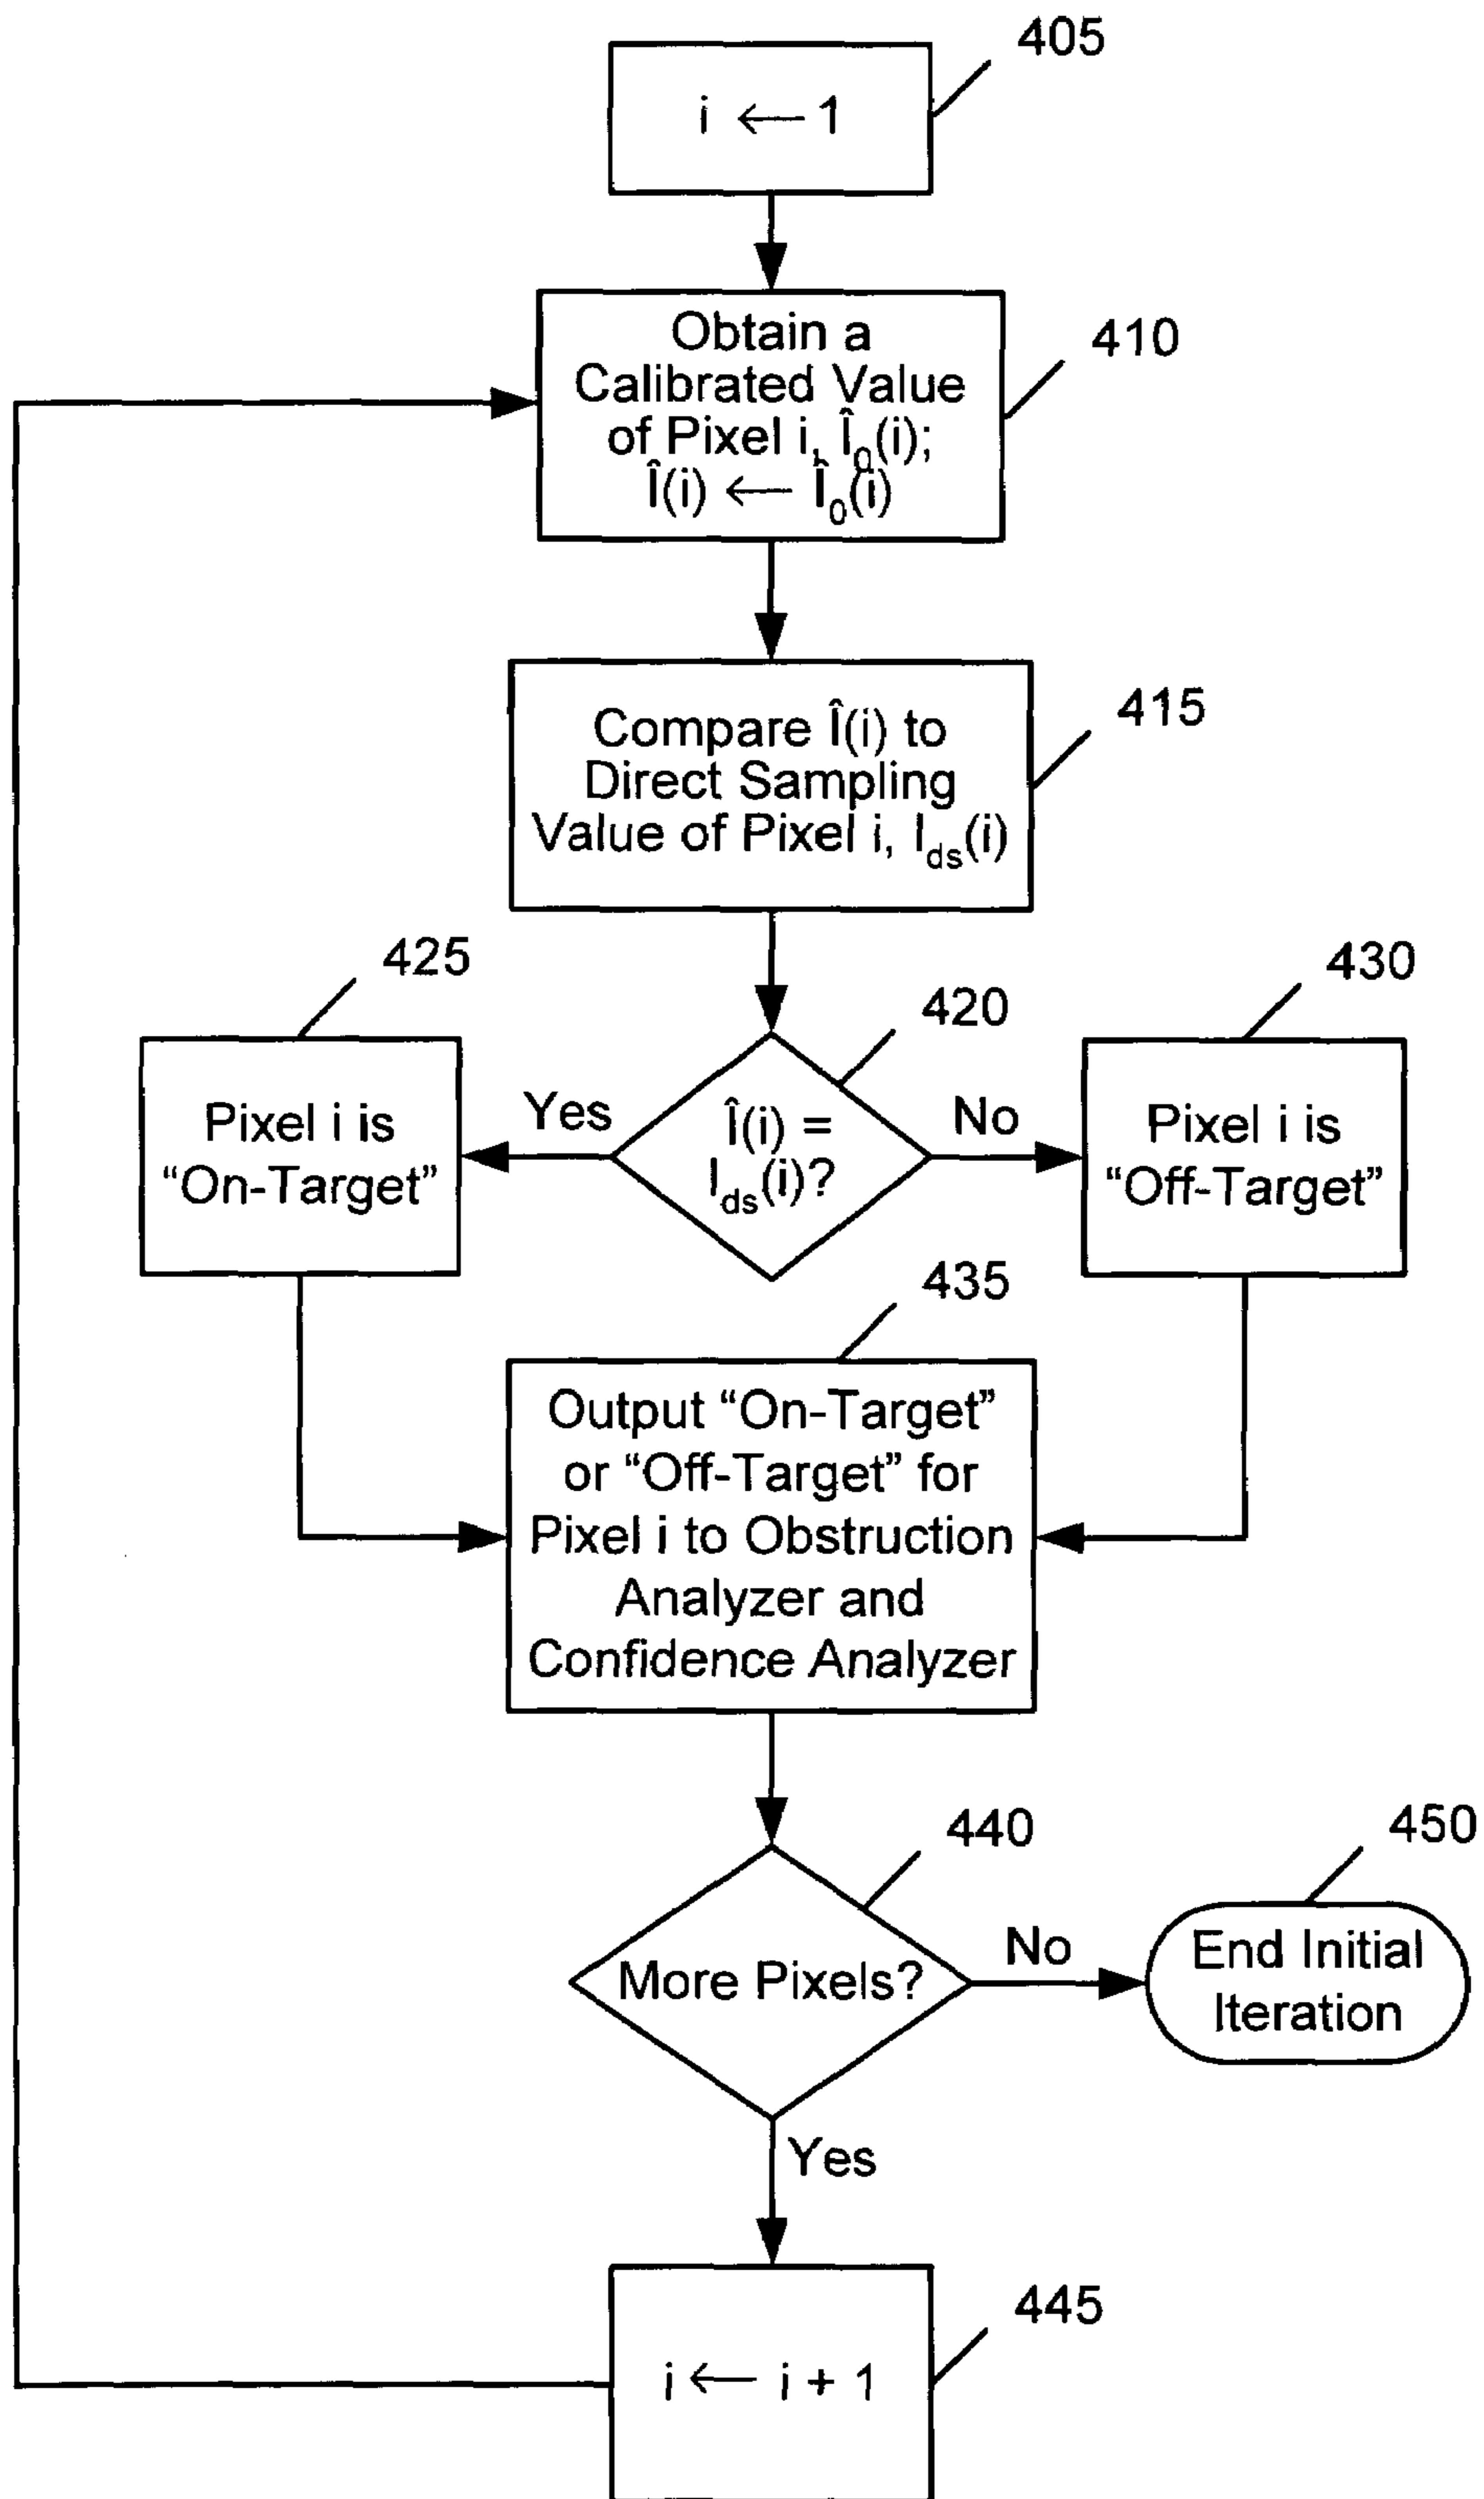 405
i ← 1
410
Obtain a
Calibrated Value
of Pixel i, Î₀(i);
Î(i) ← Î₀(i)
415
Compare Î(i) to
Direct Sampling
Value of Pixel i, I_ds(i)
425
420
430
Pixel i is
“On-Target”
Yes
Î(i) =
I_ds(i)?
No
Pixel i is
“Off-Target”
435
Output “On-Target”
or “Off-Target” for
Pixel i to Obstruction
Analyzer and
Confidence Analyzer
440
450
More Pixels?
No
End Initial
Iteration
Yes
445
i ← i + 1